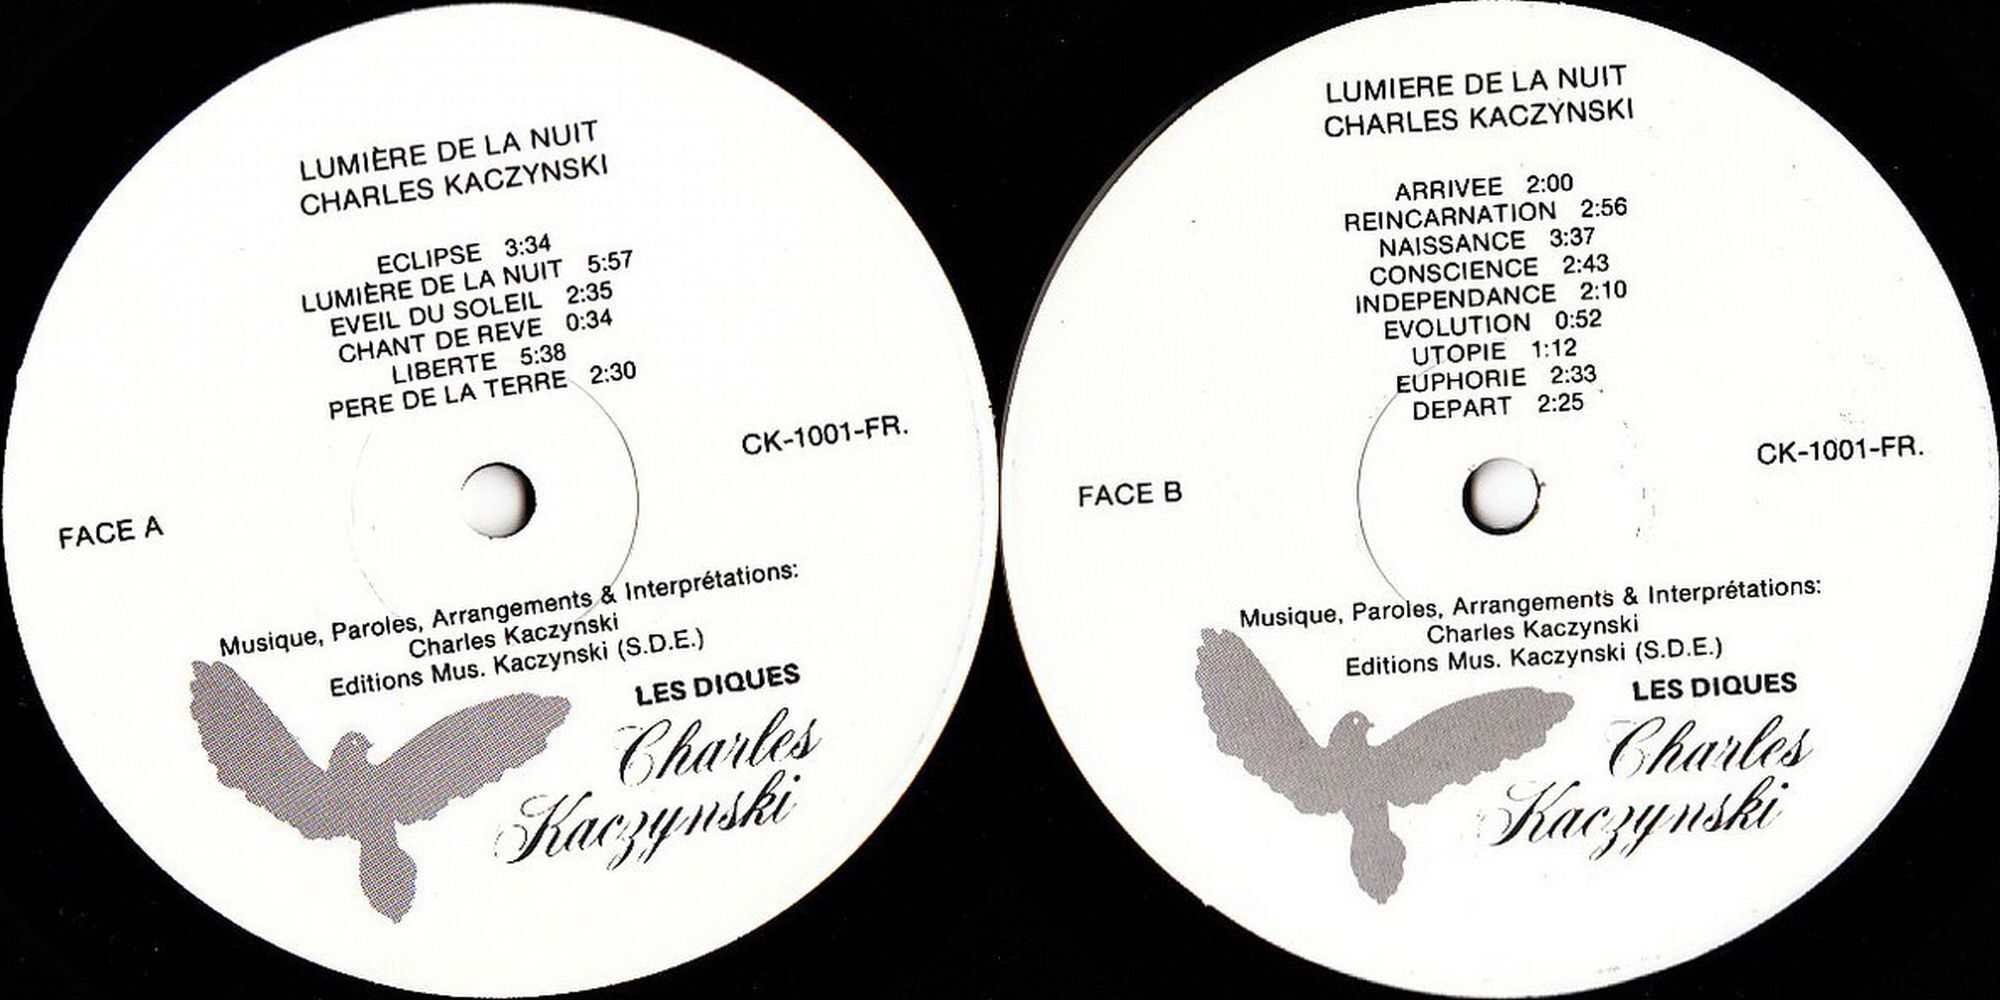 LUMIÈRE DE LA NUIT
CHARLES KACZYNSKI
ECLIPSE 3:34
LUMIÈRE DE LA NUIT 5:57
EVEIL DU SOLEIL 2:35
CHANT DE REVE 0:34
LIBERTE 5:38
PERE DE LA TERRE 2:30
CK-1001-FR.
FACE A
Musique, Paroles, Arrangements & Interprétations:
Charles Kaczynski
Editions Mus. Kaczynski (S.D.E.)
LES DIQUES
Charles
Kaczynski
LUMIERE DE LA NUIT
CHARLES KACZYNSKI
ARRIVEE 2:00
REINCARNATION 2:56
NAISSANCE 3:37
CONSCIENCE 2:43
INDEPENDANCE 2:10
EVOLUTION 0:52
UTOPIE 1:12
EUPHORIE 2:33
DEPART 2:25
CK-1001-FR.
FACE B
Musique, Paroles, Arrangements & Interprétations:
Charles Kaczynski
Editions Mus. Kaczynski (S.D.E.)
LES DIQUES
Charles
Kaczynski